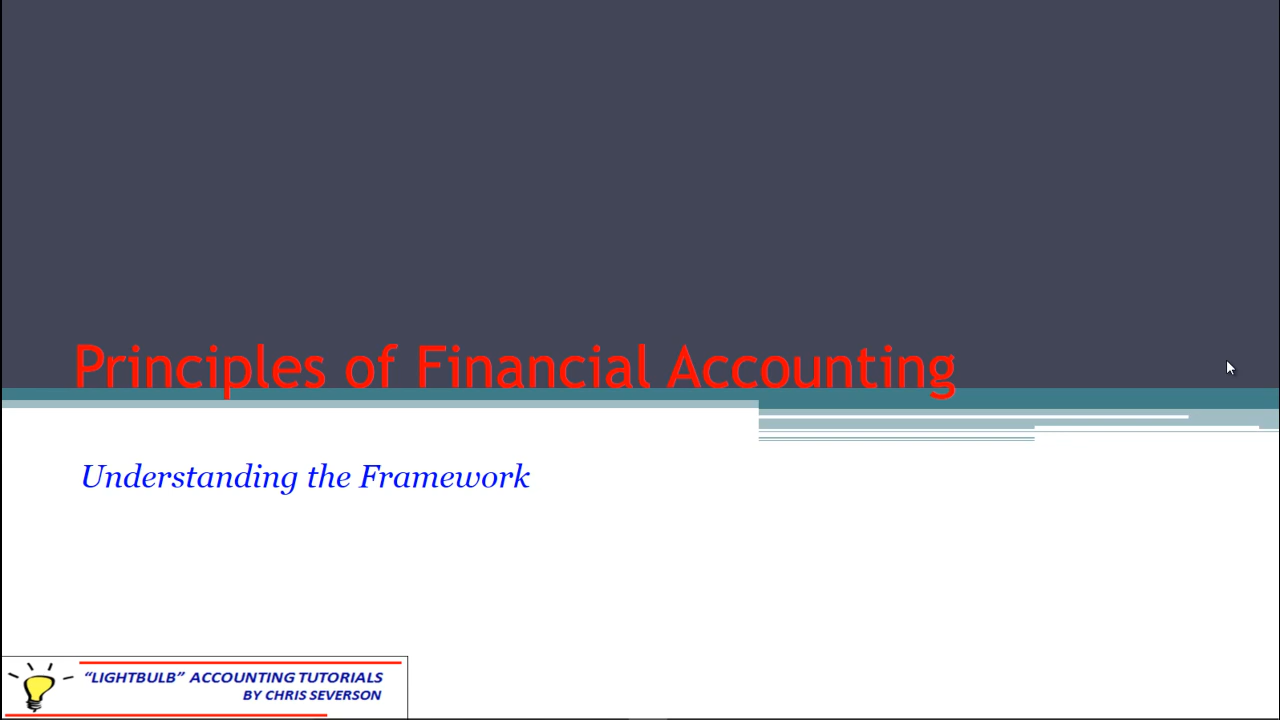 Principles of Financial Accounting
Understanding the Framework
“LIGHTBULB” ACCOUNTING TUTORIALS
BY CHRIS SEVERSON